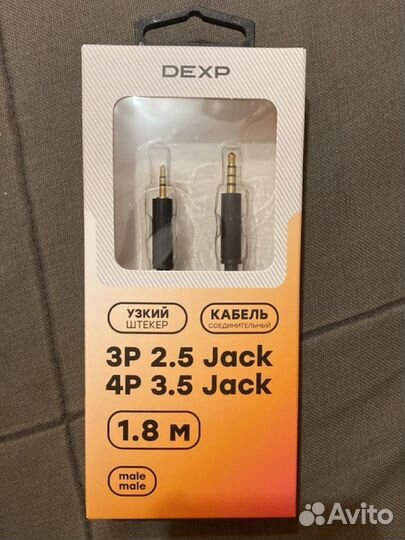 DEXP
УЗКИЙ
ШТЕКЕР
КАБЕЛЬ
СОЕДИНИТЕЛЬНЫЙ
3P 2.5 Jack
4P 3.5 Jack
1.8 м
male
male
Avito